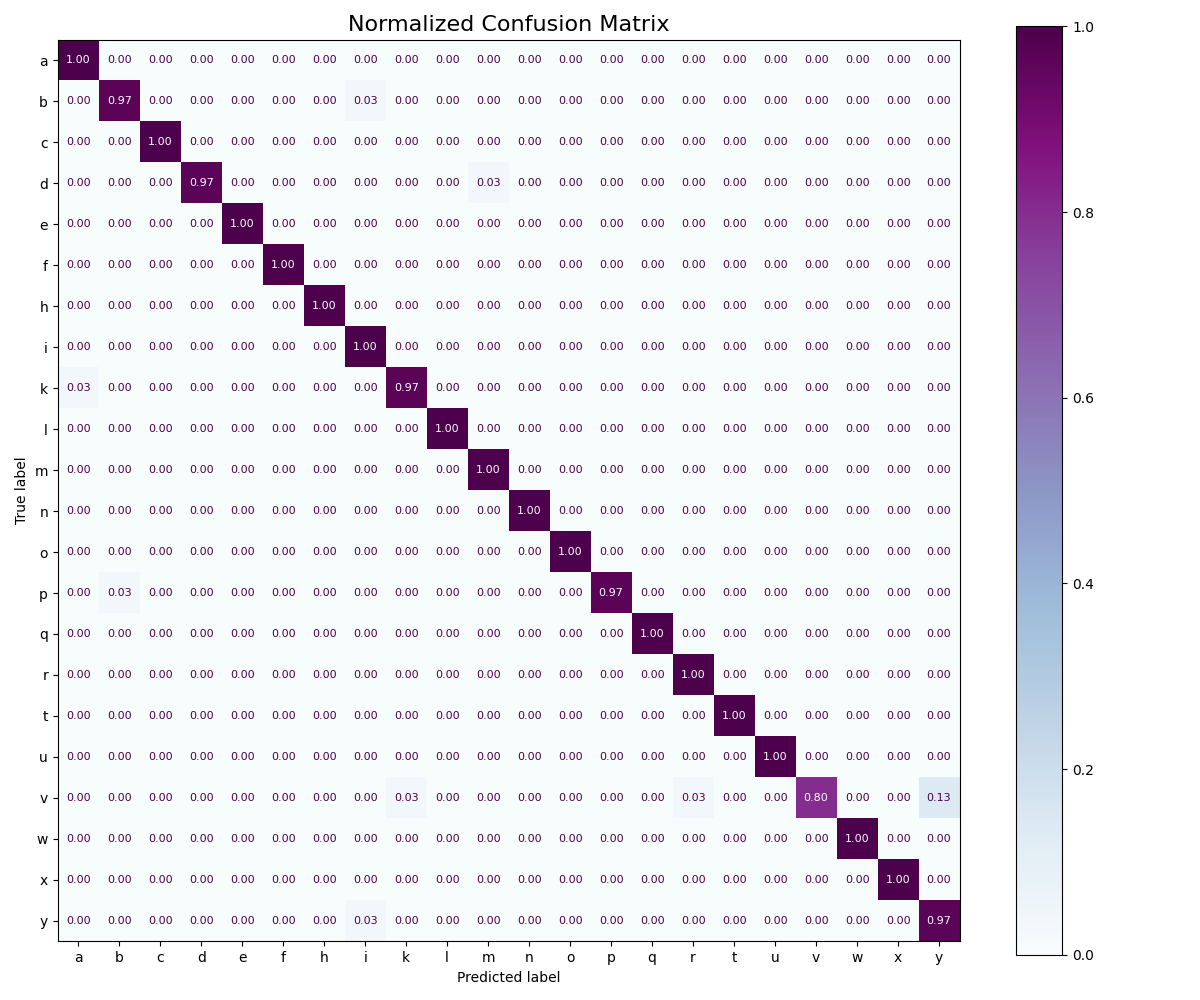 Normalized Confusion Matrix
a 1.00 0.00 0.00 0.00 0.00 0.00 0.00 0.00 0.00 0.00 0.00 0.00 0.00 0.00 0.00 0.00 0.00 0.00 0.00 0.00 0.00 0.00
b 0.00 0.97 0.00 0.00 0.00 0.00 0.00 0.03 0.00 0.00 0.00 0.00 0.00 0.00 0.00 0.00 0.00 0.00 0.00 0.00 0.00 0.00
c 0.00 0.00 1.00 0.00 0.00 0.00 0.00 0.00 0.00 0.00 0.00 0.00 0.00 0.00 0.00 0.00 0.00 0.00 0.00 0.00 0.00 0.00
d 0.00 0.00 0.00 0.97 0.00 0.00 0.00 0.00 0.00 0.00 0.03 0.00 0.00 0.00 0.00 0.00 0.00 0.00 0.00 0.00 0.00 0.00
e 0.00 0.00 0.00 0.00 1.00 0.00 0.00 0.00 0.00 0.00 0.00 0.00 0.00 0.00 0.00 0.00 0.00 0.00 0.00 0.00 0.00 0.00
f 0.00 0.00 0.00 0.00 0.00 1.00 0.00 0.00 0.00 0.00 0.00 0.00 0.00 0.00 0.00 0.00 0.00 0.00 0.00 0.00 0.00 0.00
h 0.00 0.00 0.00 0.00 0.00 0.00 1.00 0.00 0.00 0.00 0.00 0.00 0.00 0.00 0.00 0.00 0.00 0.00 0.00 0.00 0.00 0.00
i 0.00 0.00 0.00 0.00 0.00 0.00 0.00 1.00 0.00 0.00 0.00 0.00 0.00 0.00 0.00 0.00 0.00 0.00 0.00 0.00 0.00 0.00
k 0.03 0.00 0.00 0.00 0.00 0.00 0.00 0.00 0.97 0.00 0.00 0.00 0.00 0.00 0.00 0.00 0.00 0.00 0.00 0.00 0.00 0.00
l 0.00 0.00 0.00 0.00 0.00 0.00 0.00 0.00 0.00 1.00 0.00 0.00 0.00 0.00 0.00 0.00 0.00 0.00 0.00 0.00 0.00 0.00
m 0.00 0.00 0.00 0.00 0.00 0.00 0.00 0.00 0.00 0.00 1.00 0.00 0.00 0.00 0.00 0.00 0.00 0.00 0.00 0.00 0.00 0.00
n 0.00 0.00 0.00 0.00 0.00 0.00 0.00 0.00 0.00 0.00 0.00 1.00 0.00 0.00 0.00 0.00 0.00 0.00 0.00 0.00 0.00 0.00
o 0.00 0.00 0.00 0.00 0.00 0.00 0.00 0.00 0.00 0.00 0.00 0.00 1.00 0.00 0.00 0.00 0.00 0.00 0.00 0.00 0.00 0.00
p 0.00 0.03 0.00 0.00 0.00 0.00 0.00 0.00 0.00 0.00 0.00 0.00 0.00 0.97 0.00 0.00 0.00 0.00 0.00 0.00 0.00 0.00
q 0.00 0.00 0.00 0.00 0.00 0.00 0.00 0.00 0.00 0.00 0.00 0.00 0.00 0.00 1.00 0.00 0.00 0.00 0.00 0.00 0.00 0.00
r 0.00 0.00 0.00 0.00 0.00 0.00 0.00 0.00 0.00 0.00 0.00 0.00 0.00 0.00 0.00 1.00 0.00 0.00 0.00 0.00 0.00 0.00
t 0.00 0.00 0.00 0.00 0.00 0.00 0.00 0.00 0.00 0.00 0.00 0.00 0.00 0.00 0.00 0.00 1.00 0.00 0.00 0.00 0.00 0.00
u 0.00 0.00 0.00 0.00 0.00 0.00 0.00 0.00 0.00 0.00 0.00 0.00 0.00 0.00 0.00 0.00 0.00 1.00 0.00 0.00 0.00 0.00
v 0.00 0.00 0.00 0.00 0.00 0.00 0.00 0.00 0.03 0.00 0.00 0.00 0.00 0.00 0.00 0.03 0.00 0.00 0.80 0.00 0.00 0.13
w 0.00 0.00 0.00 0.00 0.00 0.00 0.00 0.00 0.00 0.00 0.00 0.00 0.00 0.00 0.00 0.00 0.00 0.00 0.00 1.00 0.00 0.00
x 0.00 0.00 0.00 0.00 0.00 0.00 0.00 0.00 0.00 0.00 0.00 0.00 0.00 0.00 0.00 0.00 0.00 0.00 0.00 0.00 1.00 0.00
y 0.00 0.00 0.00 0.00 0.00 0.00 0.00 0.03 0.00 0.00 0.00 0.00 0.00 0.00 0.00 0.00 0.00 0.00 0.00 0.00 0.00 0.97
a b c d e f h i k l m n o p q r t u v w x y
Predicted label
True label
1.0
0.8
0.6
0.4
0.2
0.0